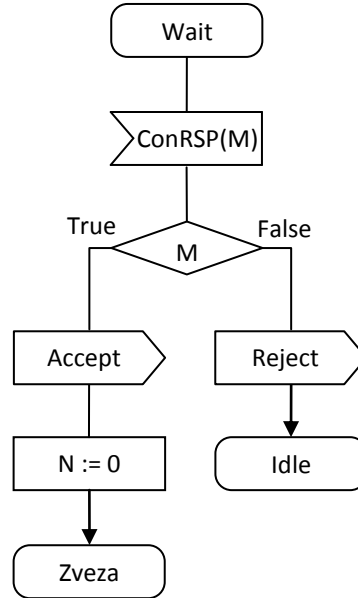 Wait
ConRSP(M)
True
False
M
Accept
Reject
N := 0
Idle
Zveza